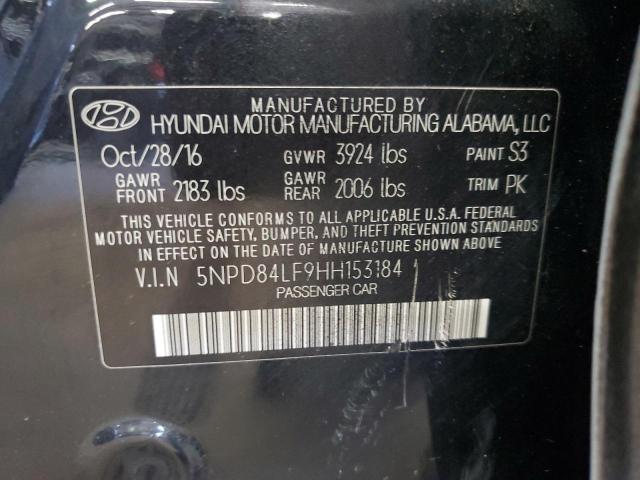 MANUFACTURED BY
HYUNDAI MOTOR MANUFACTURING ALABAMA, LLC
Oct/28/16 GVWR 3924 lbs PAINT S3
GAWR FRONT 2183 lbs GAWR REAR 2006 lbs TRIM PK
THIS VEHICLE CONFORMS TO ALL APPLICABLE U.S.A. FEDERAL
MOTOR VEHICLE SAFETY, BUMPER, AND THEFT PREVENTION STANDARDS
IN EFFECT ON THE DATE OF MANUFACTURE SHOWN ABOVE.
V.I.N 5NPD84LF9HH153184
PASSENGER CAR